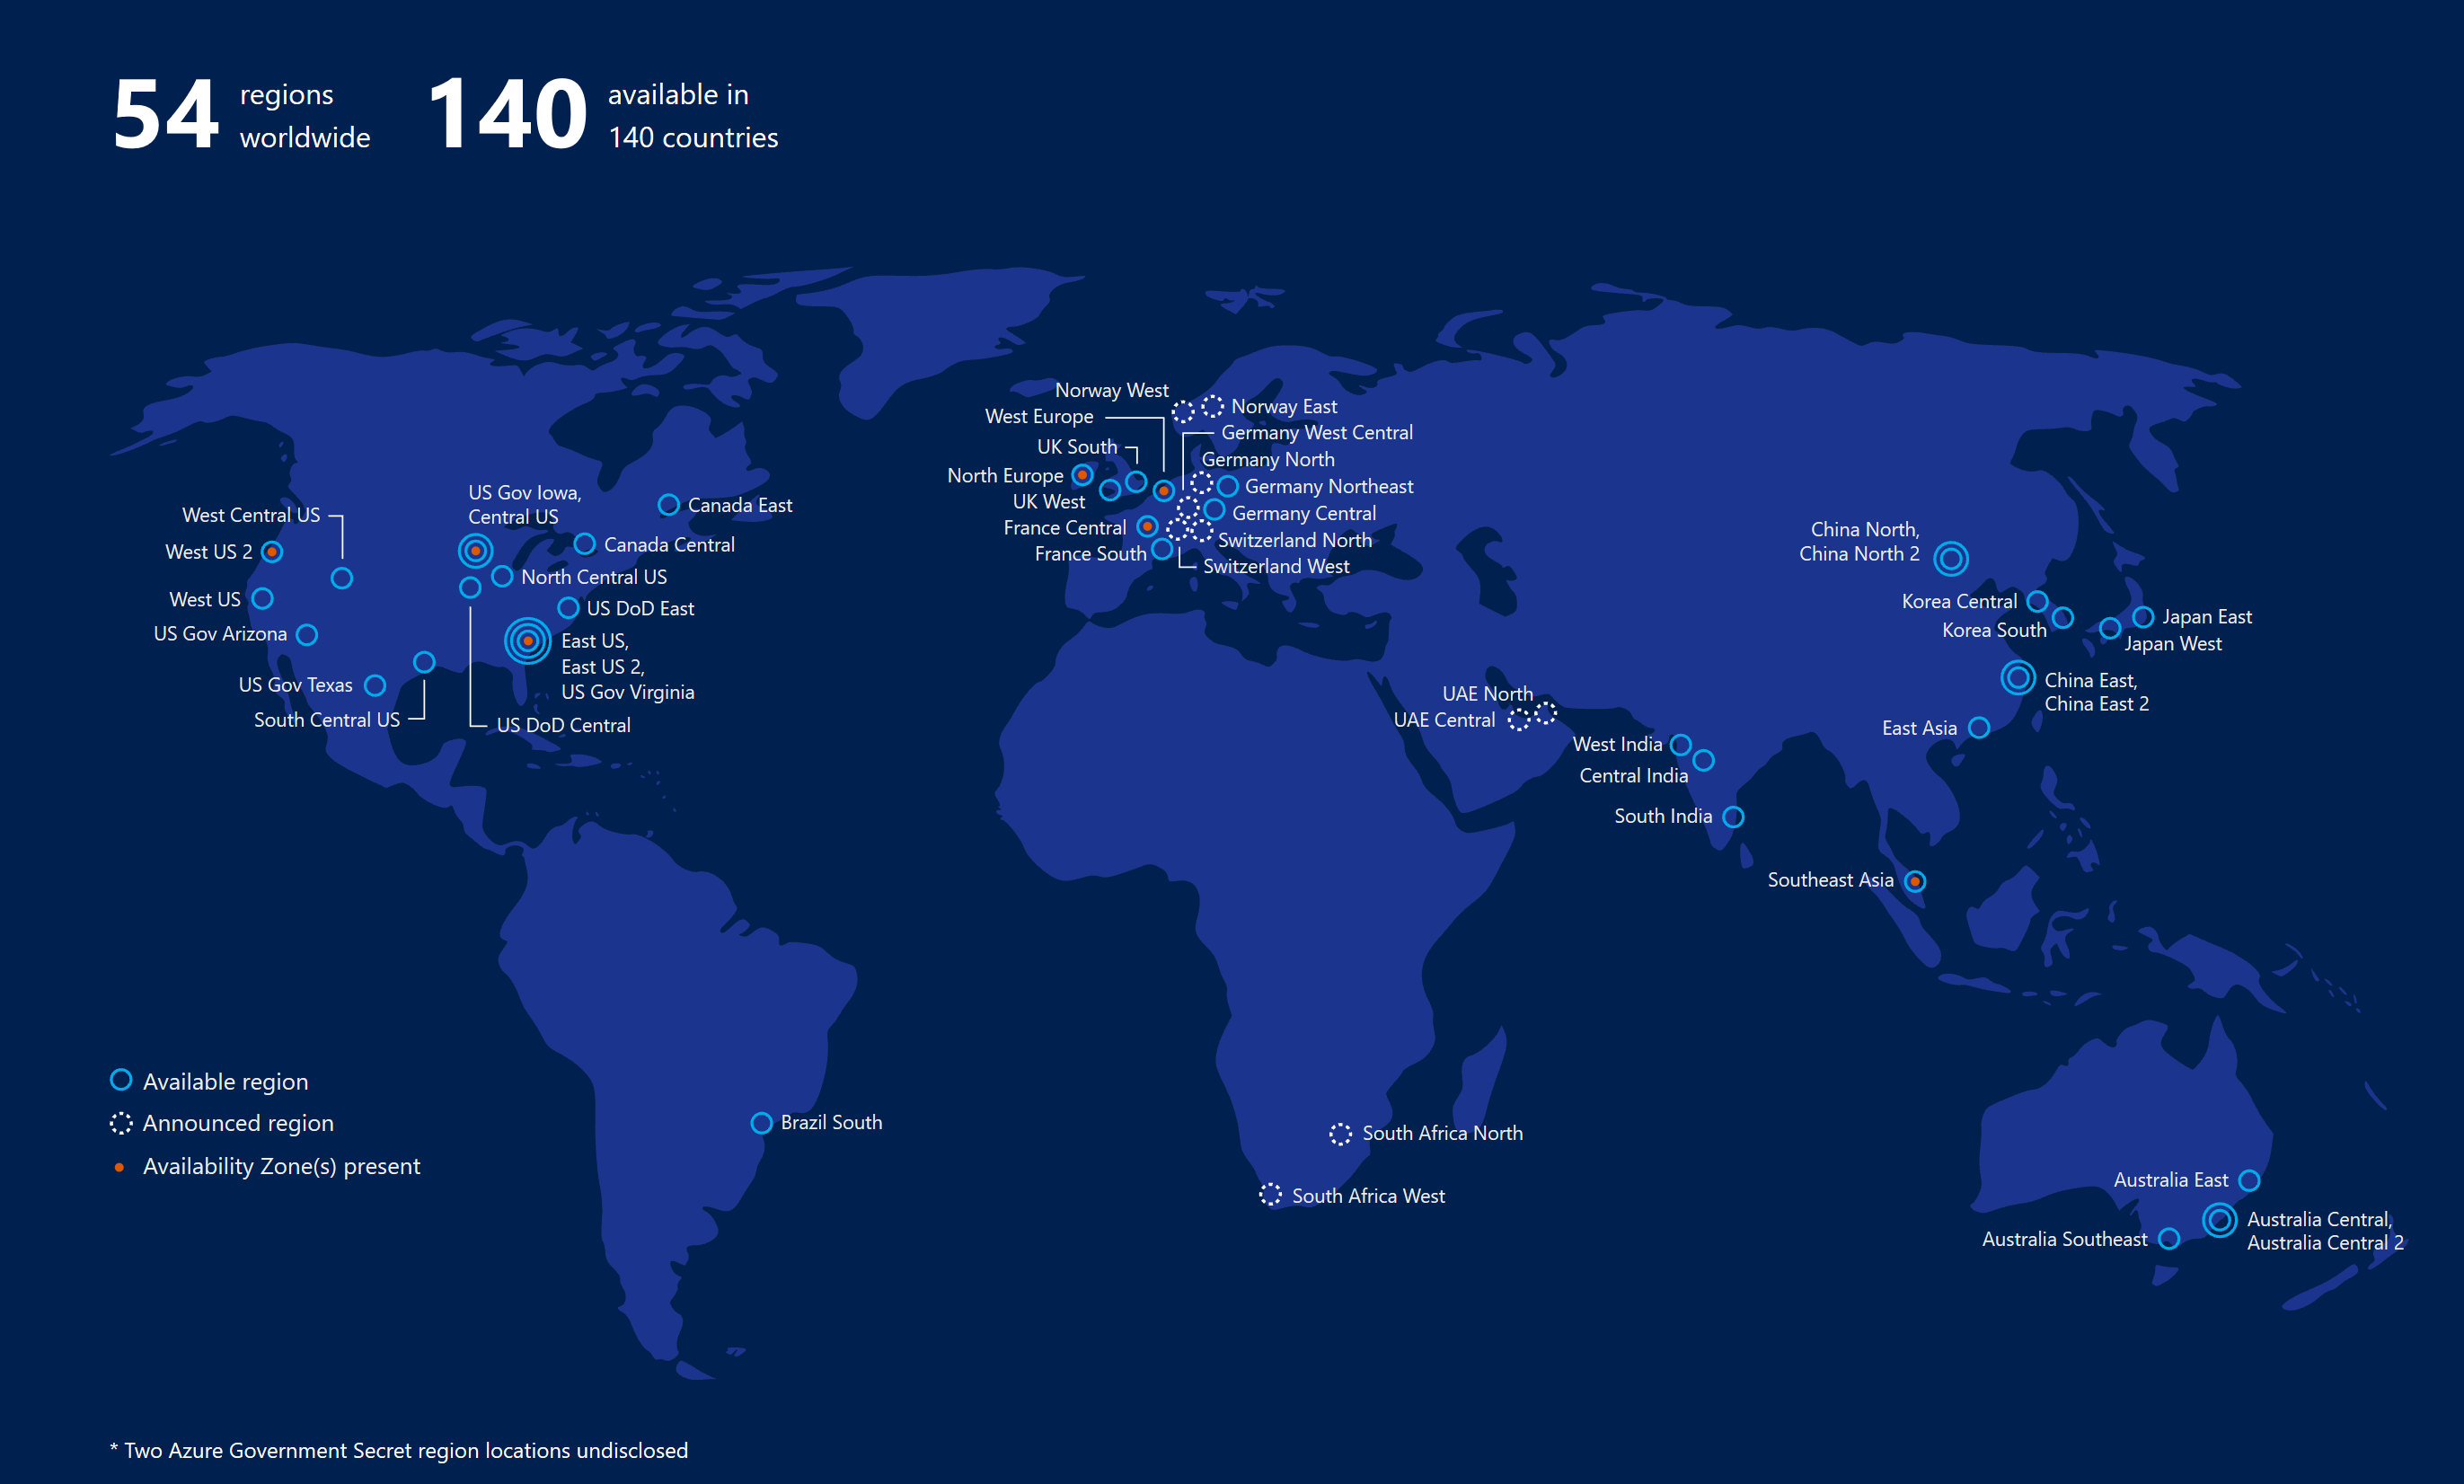 54 regions worldwide
140 available in 140 countries
Norway West
Norway East
West Europe
Germany West Central
UK South
Germany North
North Europe
Germany Northeast
UK West
Germany Central
France Central
Switzerland North
France South
Switzerland West
US Gov Iowa,
Central US
Canada East
West Central US
West US 2
Canada Central
North Central US
West US
US DoD East
US Gov Arizona
East US,
East US 2,
US Gov Virginia
US Gov Texas
South Central US
US DoD Central
China North,
China North 2
Korea Central
Korea South
Japan East
Japan West
China East,
China East 2
East Asia
UAE North
UAE Central
West India
Central India
South India
Southeast Asia
Available region
Announced region
Availability Zone(s) present
Brazil South
South Africa North
South Africa West
Australia East
Australia Central,
Australia Central 2
Australia Southeast
* Two Azure Government Secret region locations undisclosed